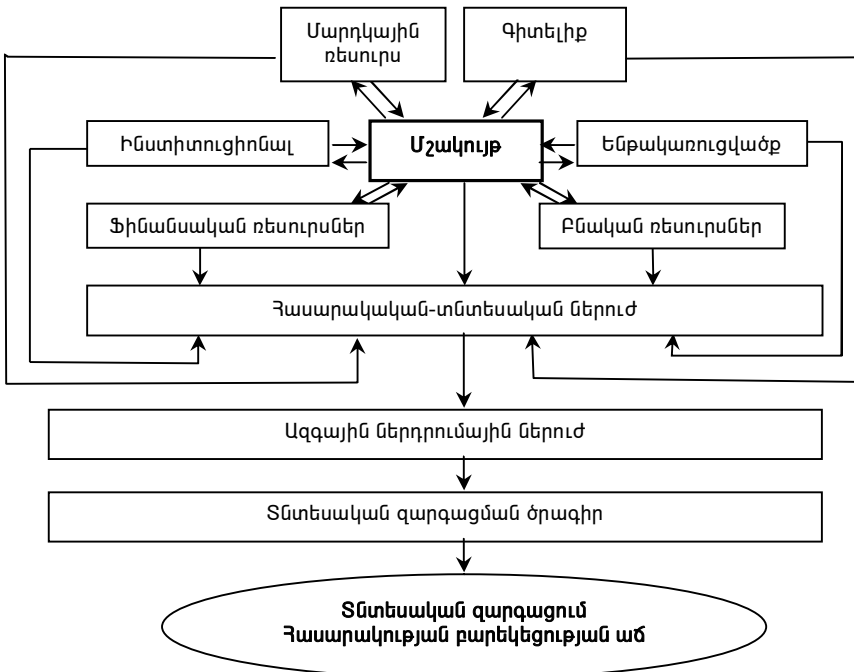 Մարդկային
ռեսուրս
Գիտելիք
Ինստիտուցիոնալ
Մշակույթ
Ենթակառուցվածք
Ֆինանսական ռեսուրսներ
Բնական ռեսուրսներ
Հասարակական-տնտեսական ներուժ
Ազգային ներդրումային ներուժ
Տնտեսական զարգացման ծրագիր
Տնտեսական զարգացում
Հասարակության բարեկեցության աճ